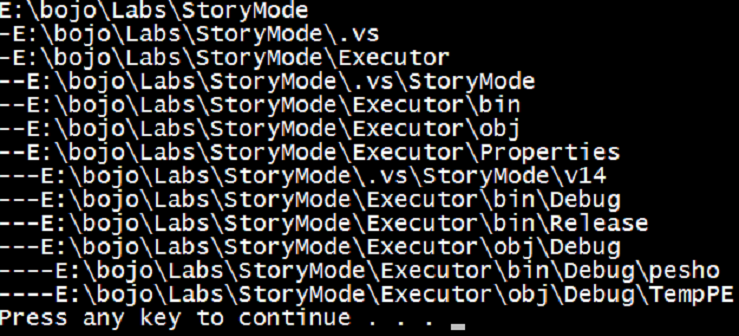 E:\bojo\Labs\StoryMode
-E:\bojo\Labs\StoryMode\.vs
-E:\bojo\Labs\StoryMode\Executor
--E:\bojo\Labs\StoryMode\.vs\StoryMode
--E:\bojo\Labs\StoryMode\Executor\bin
--E:\bojo\Labs\StoryMode\Executor\obj
--E:\bojo\Labs\StoryMode\Executor\Properties
---E:\bojo\Labs\StoryMode\.vs\StoryMode\v14
---E:\bojo\Labs\StoryMode\Executor\bin\Debug
---E:\bojo\Labs\StoryMode\Executor\bin\Release
---E:\bojo\Labs\StoryMode\Executor\obj\Debug
----E:\bojo\Labs\StoryMode\Executor\bin\Debug\pesho
----E:\bojo\Labs\StoryMode\Executor\obj\Debug\TempPE
Press any key to continue . . .